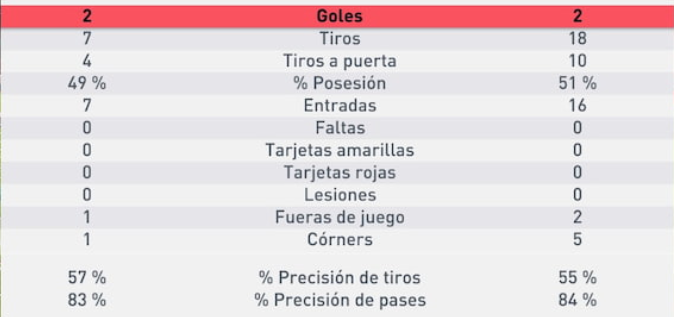 2 Goles 2
7 Tiros 18
4 Tiros a puerta 10
49 % % Posesión 51 %
7 Entradas 16
0 Faltas 0
0 Tarjetas amarillas 0
0 Tarjetas rojas 0
0 Lesiones 0
1 Fueras de juego 2
1 Córners 5
57 % % Precisión de tiros 55 %
83 % % Precisión de pases 84 %